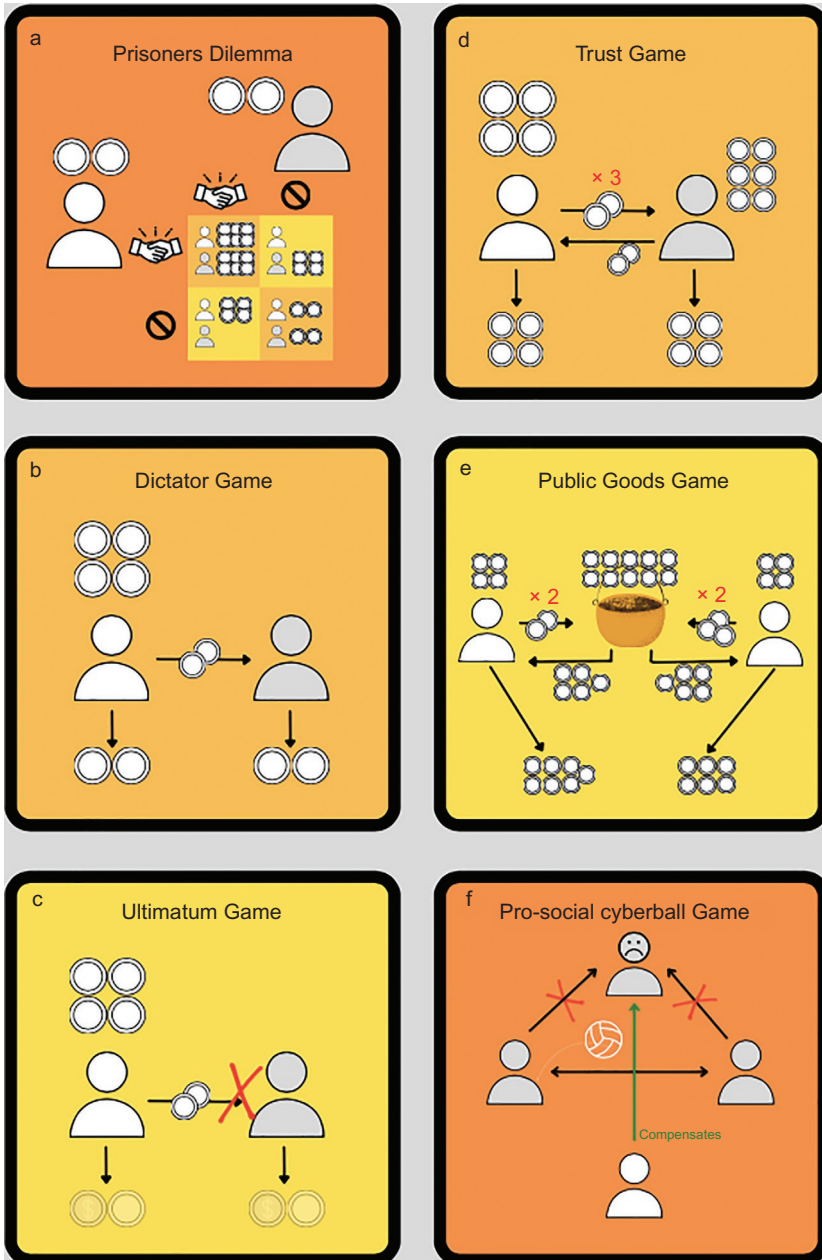 a
Prisoners Dilemma
b
Dictator Game
c
Ultimatum Game
$
$
d
Trust Game
× 3
e
Public Goods Game
× 2
× 2
f
Pro-social cyberball Game
Compensates